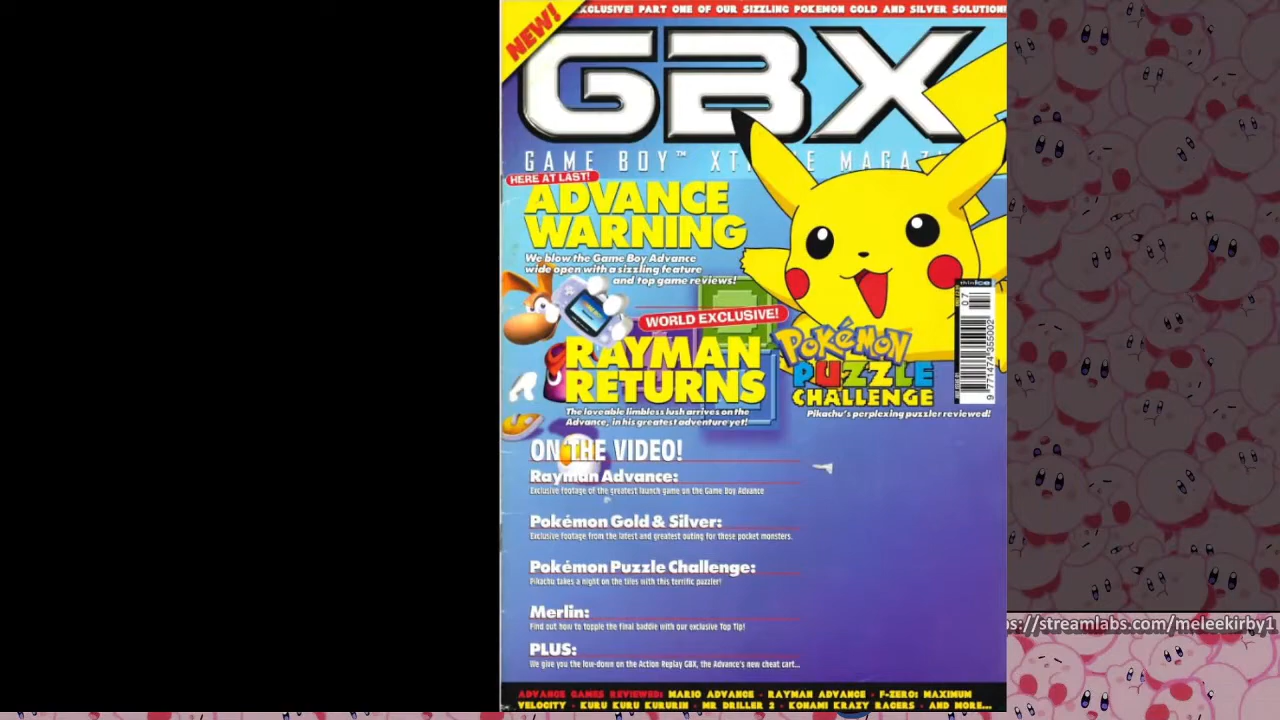 EXCLUSIVE! PART ONE OF OUR SIZZLING POKEMON GOLD AND SILVER SOLUTION!
NEW!
GBX
GAME BOY™ XTREME MAGAZ
HERE AT LAST!
ADVANCE
WARNING
We blow the Game Boy Advance
wide open with a sizzling feature
and top game reviews!
WORLD EXCLUSIVE!
RAYMAN
RETURNS
The loveable limbless lush arrives on the
Advance, in his greatest adventure yet!
POKéMON
PUZZLE
CHALLENGE
Pikachu's perplexing puzzler reviewed!
07
9 771474 355002
ON THE VIDEO!
Rayman Advance:
Exclusive footage of the greatest launch game on the Game Boy Advance
Pokémon Gold & Silver:
Exclusive footage from the latest and greatest outing for those pocket monsters.
Pokémon Puzzle Challenge:
Pikachu takes a night on the tiles with this terrific puzzler!
Merlin:
Find out how to topple the final baddie with our exclusive Top Tip!
PLUS:
We give you the low-down on the Action Replay GBX, the Advance's new cheat cart...
ADVANCE GAMES REVIEWED: MARIO ADVANCE - RAYMAN ADVANCE - F-ZERO: MAXIMUM
VELOCITY - KURU KURU KURURIN - MR DRILLER 2 - KONAMI KRAZY RACERS - AND MORE...
ps://streamlabs.com/meleekirby1